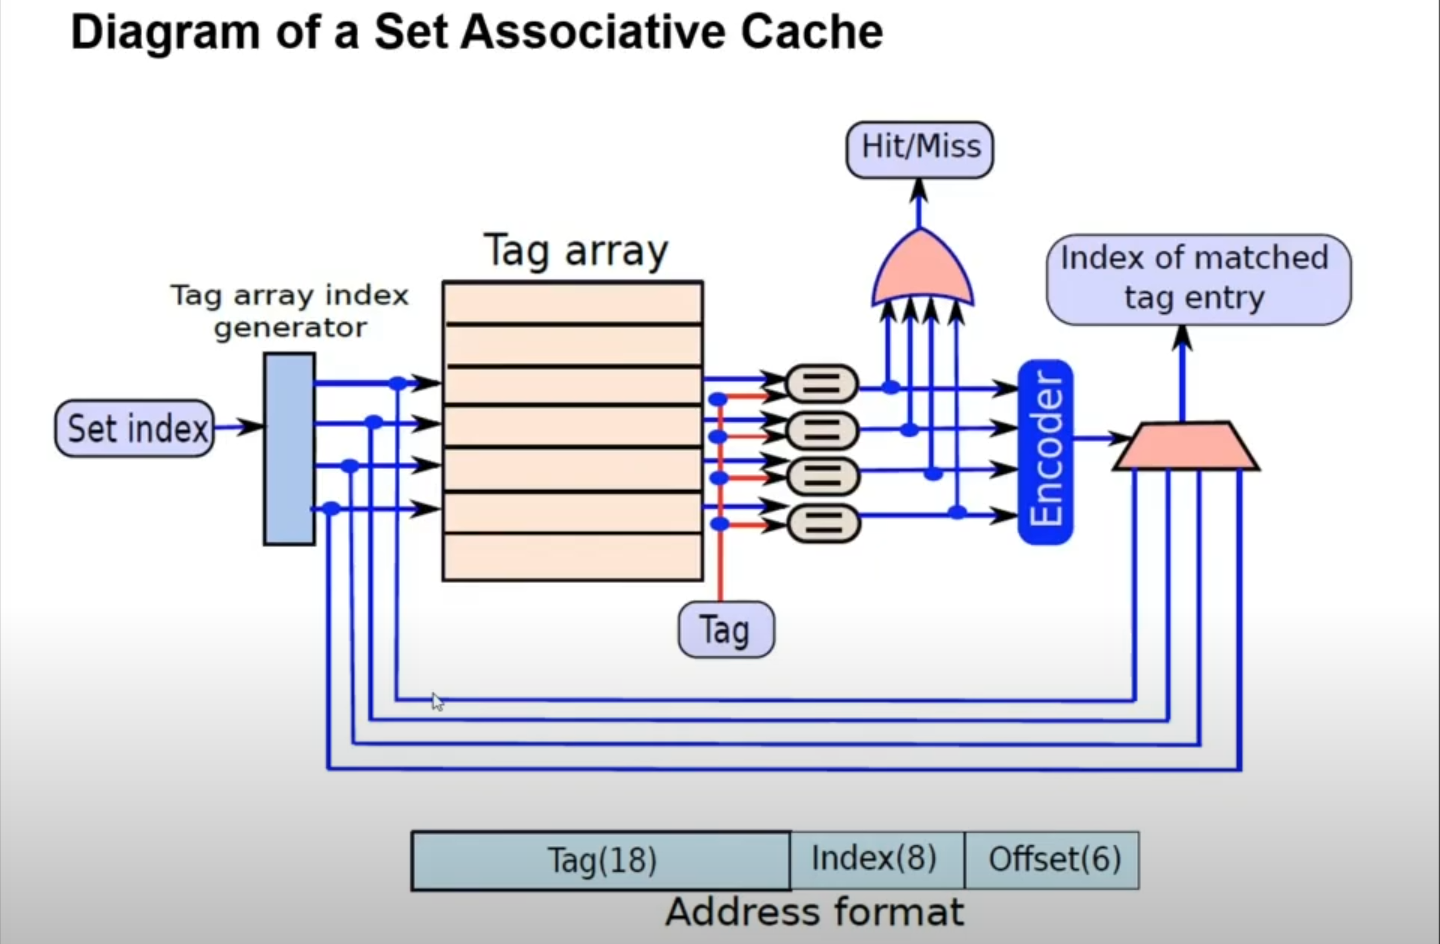 Diagram of a Set Associative Cache
Hit/Miss
Tag array
Index of matched
tag entry
Tag array index
generator
Set index
Encoder
Tag
Tag(18)
Index(8)
Offset(6)
Address format